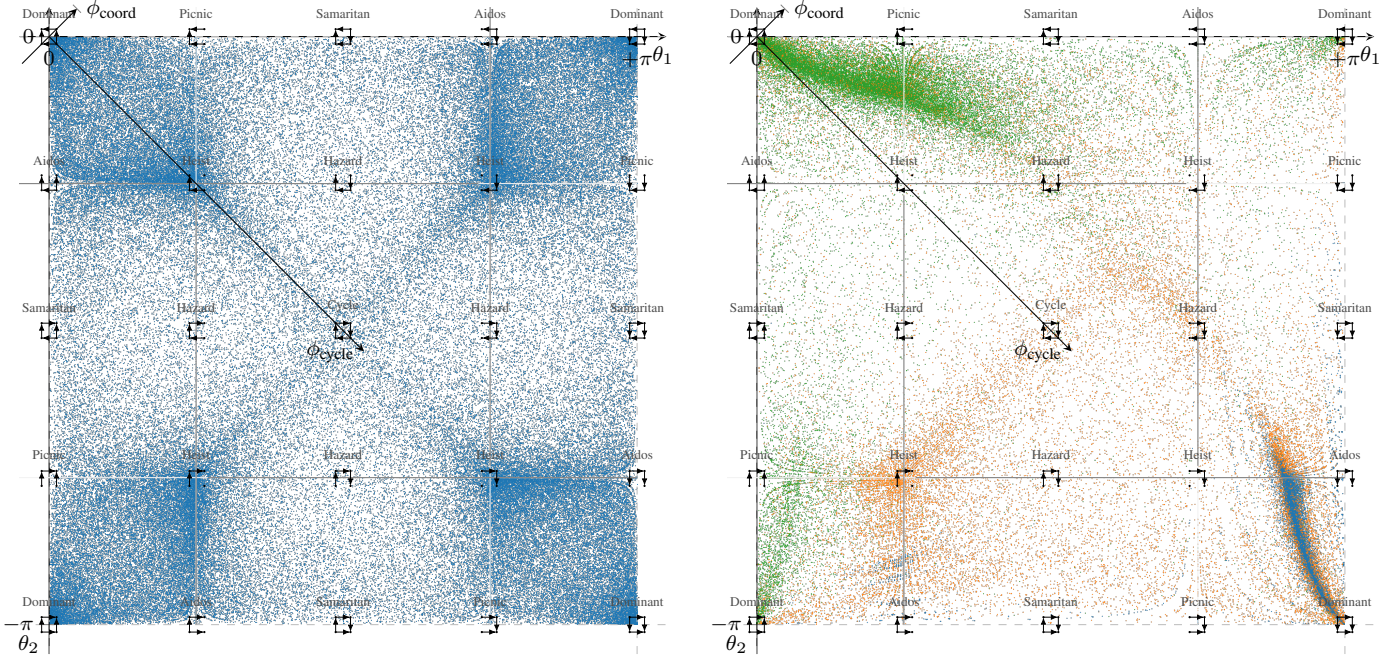 Dominant ϕcoord Picnic Samaritan Aidos Dominant
0
0 +πθ1
Aidos Heist Hazard Heist Picnic
Samaritan Hazard Cycle Hazard Samaritan
ϕcycle
Picnic Heist Hazard Heist Aidos
Dominant Aidos Samaritan Picnic Dominant
−π
θ2
Dominant ϕcoord Picnic Samaritan Aidos Dominant
0
0 +πθ1
Aidos Heist Hazard Heist Picnic
Samaritan Hazard Cycle Hazard Samaritan
ϕcycle
Picnic Heist Hazard Heist Aidos
Dominant Aidos Samaritan Picnic Dominant
−π
θ2